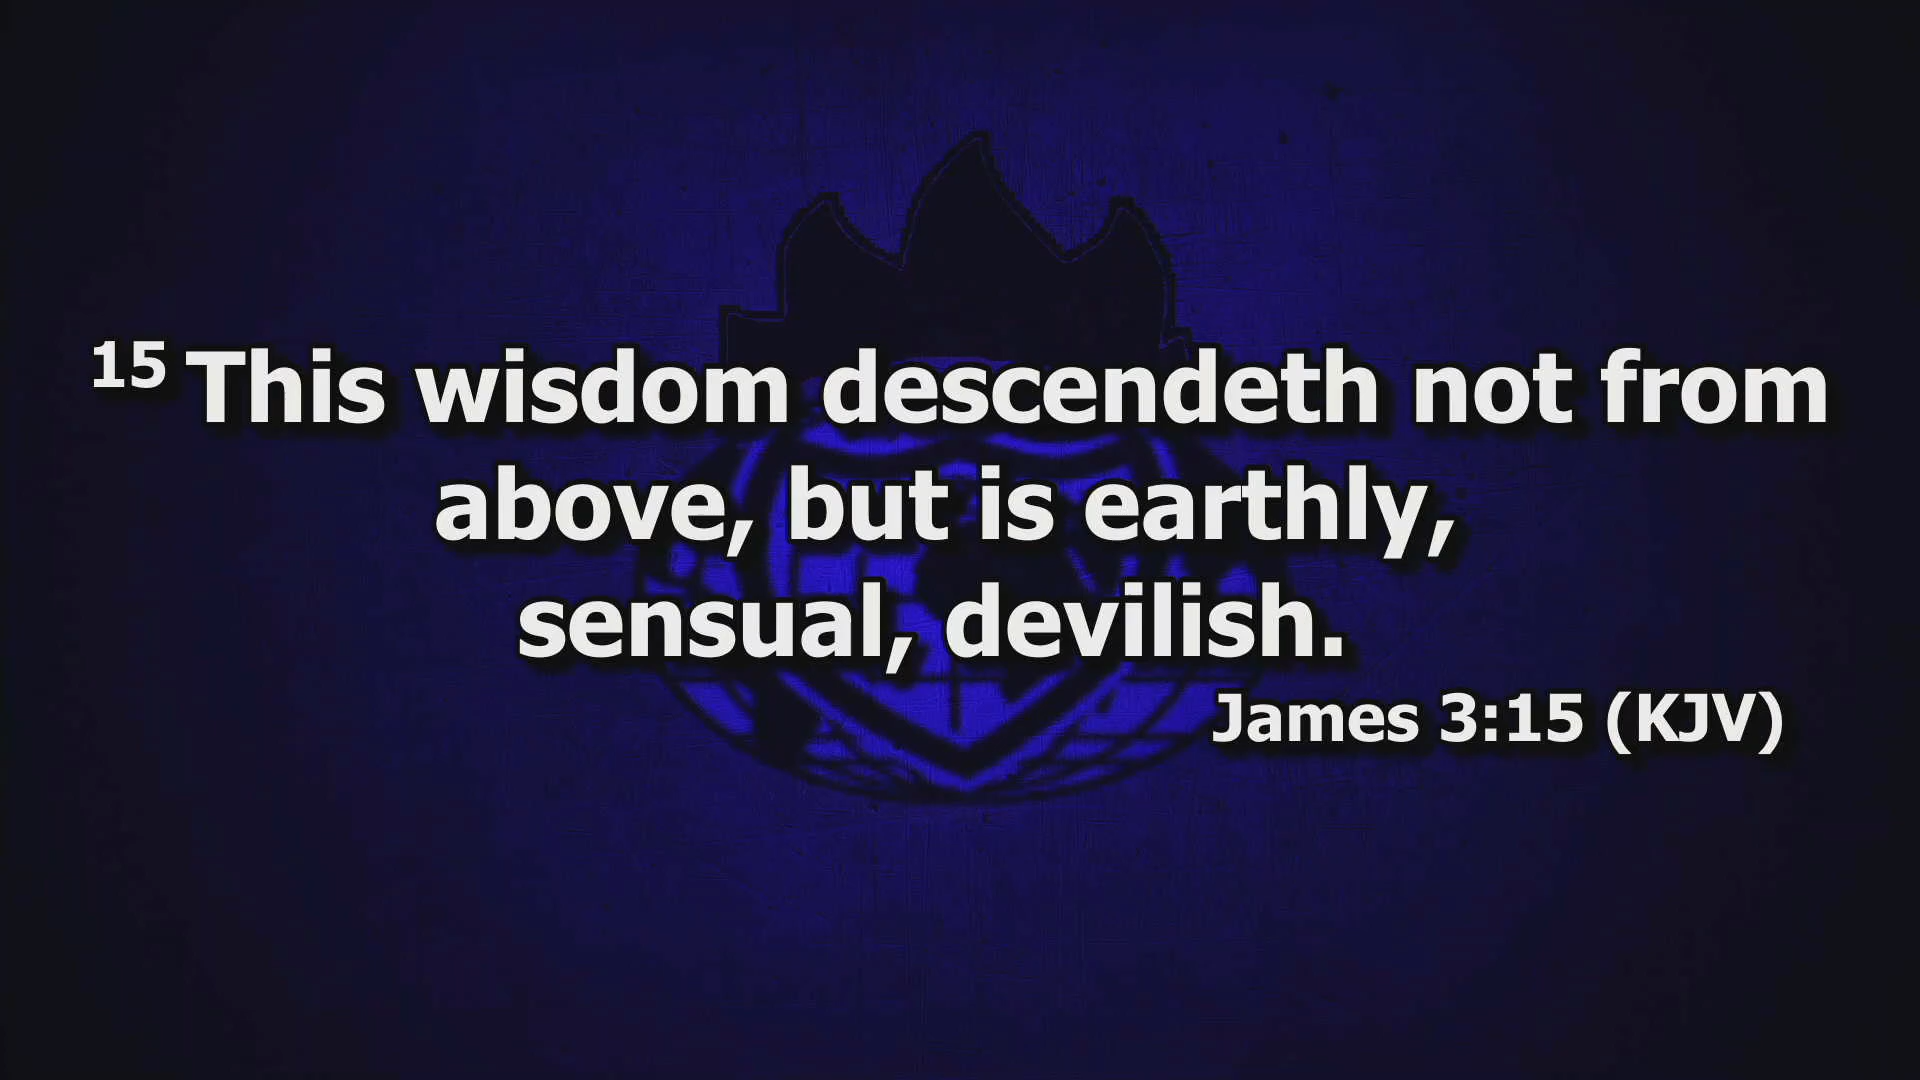 15 This wisdom descendeth not from
above, but is earthly,
sensual, devilish.
James 3:15 (KJV)